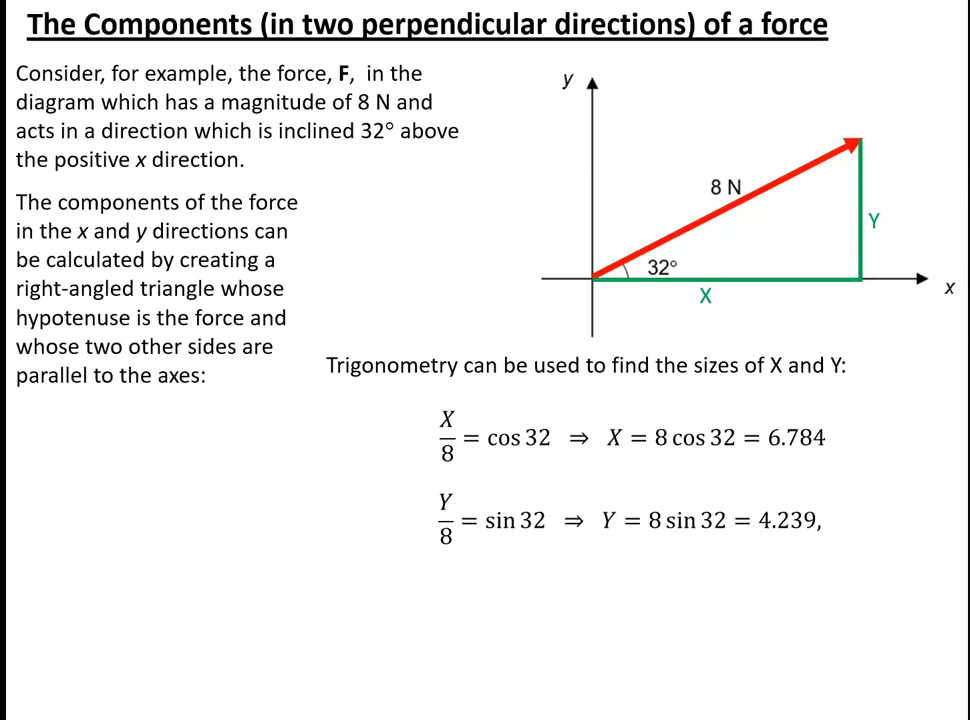 The Components (in two perpendicular directions) of a force
Consider, for example, the force, F, in the
diagram which has a magnitude of 8 N and
acts in a direction which is inclined 32° above
the positive x direction.
The components of the force
in the x and y directions can
be calculated by creating a
right-angled triangle whose
hypotenuse is the force and
whose two other sides are
parallel to the axes:
y
8 N
Y
32°
X
x
Trigonometry can be used to find the sizes of X and Y:
X/8 = cos 32 ⇒ X = 8 cos 32 = 6.784
Y/8 = sin 32 ⇒ Y = 8 sin 32 = 4.239,